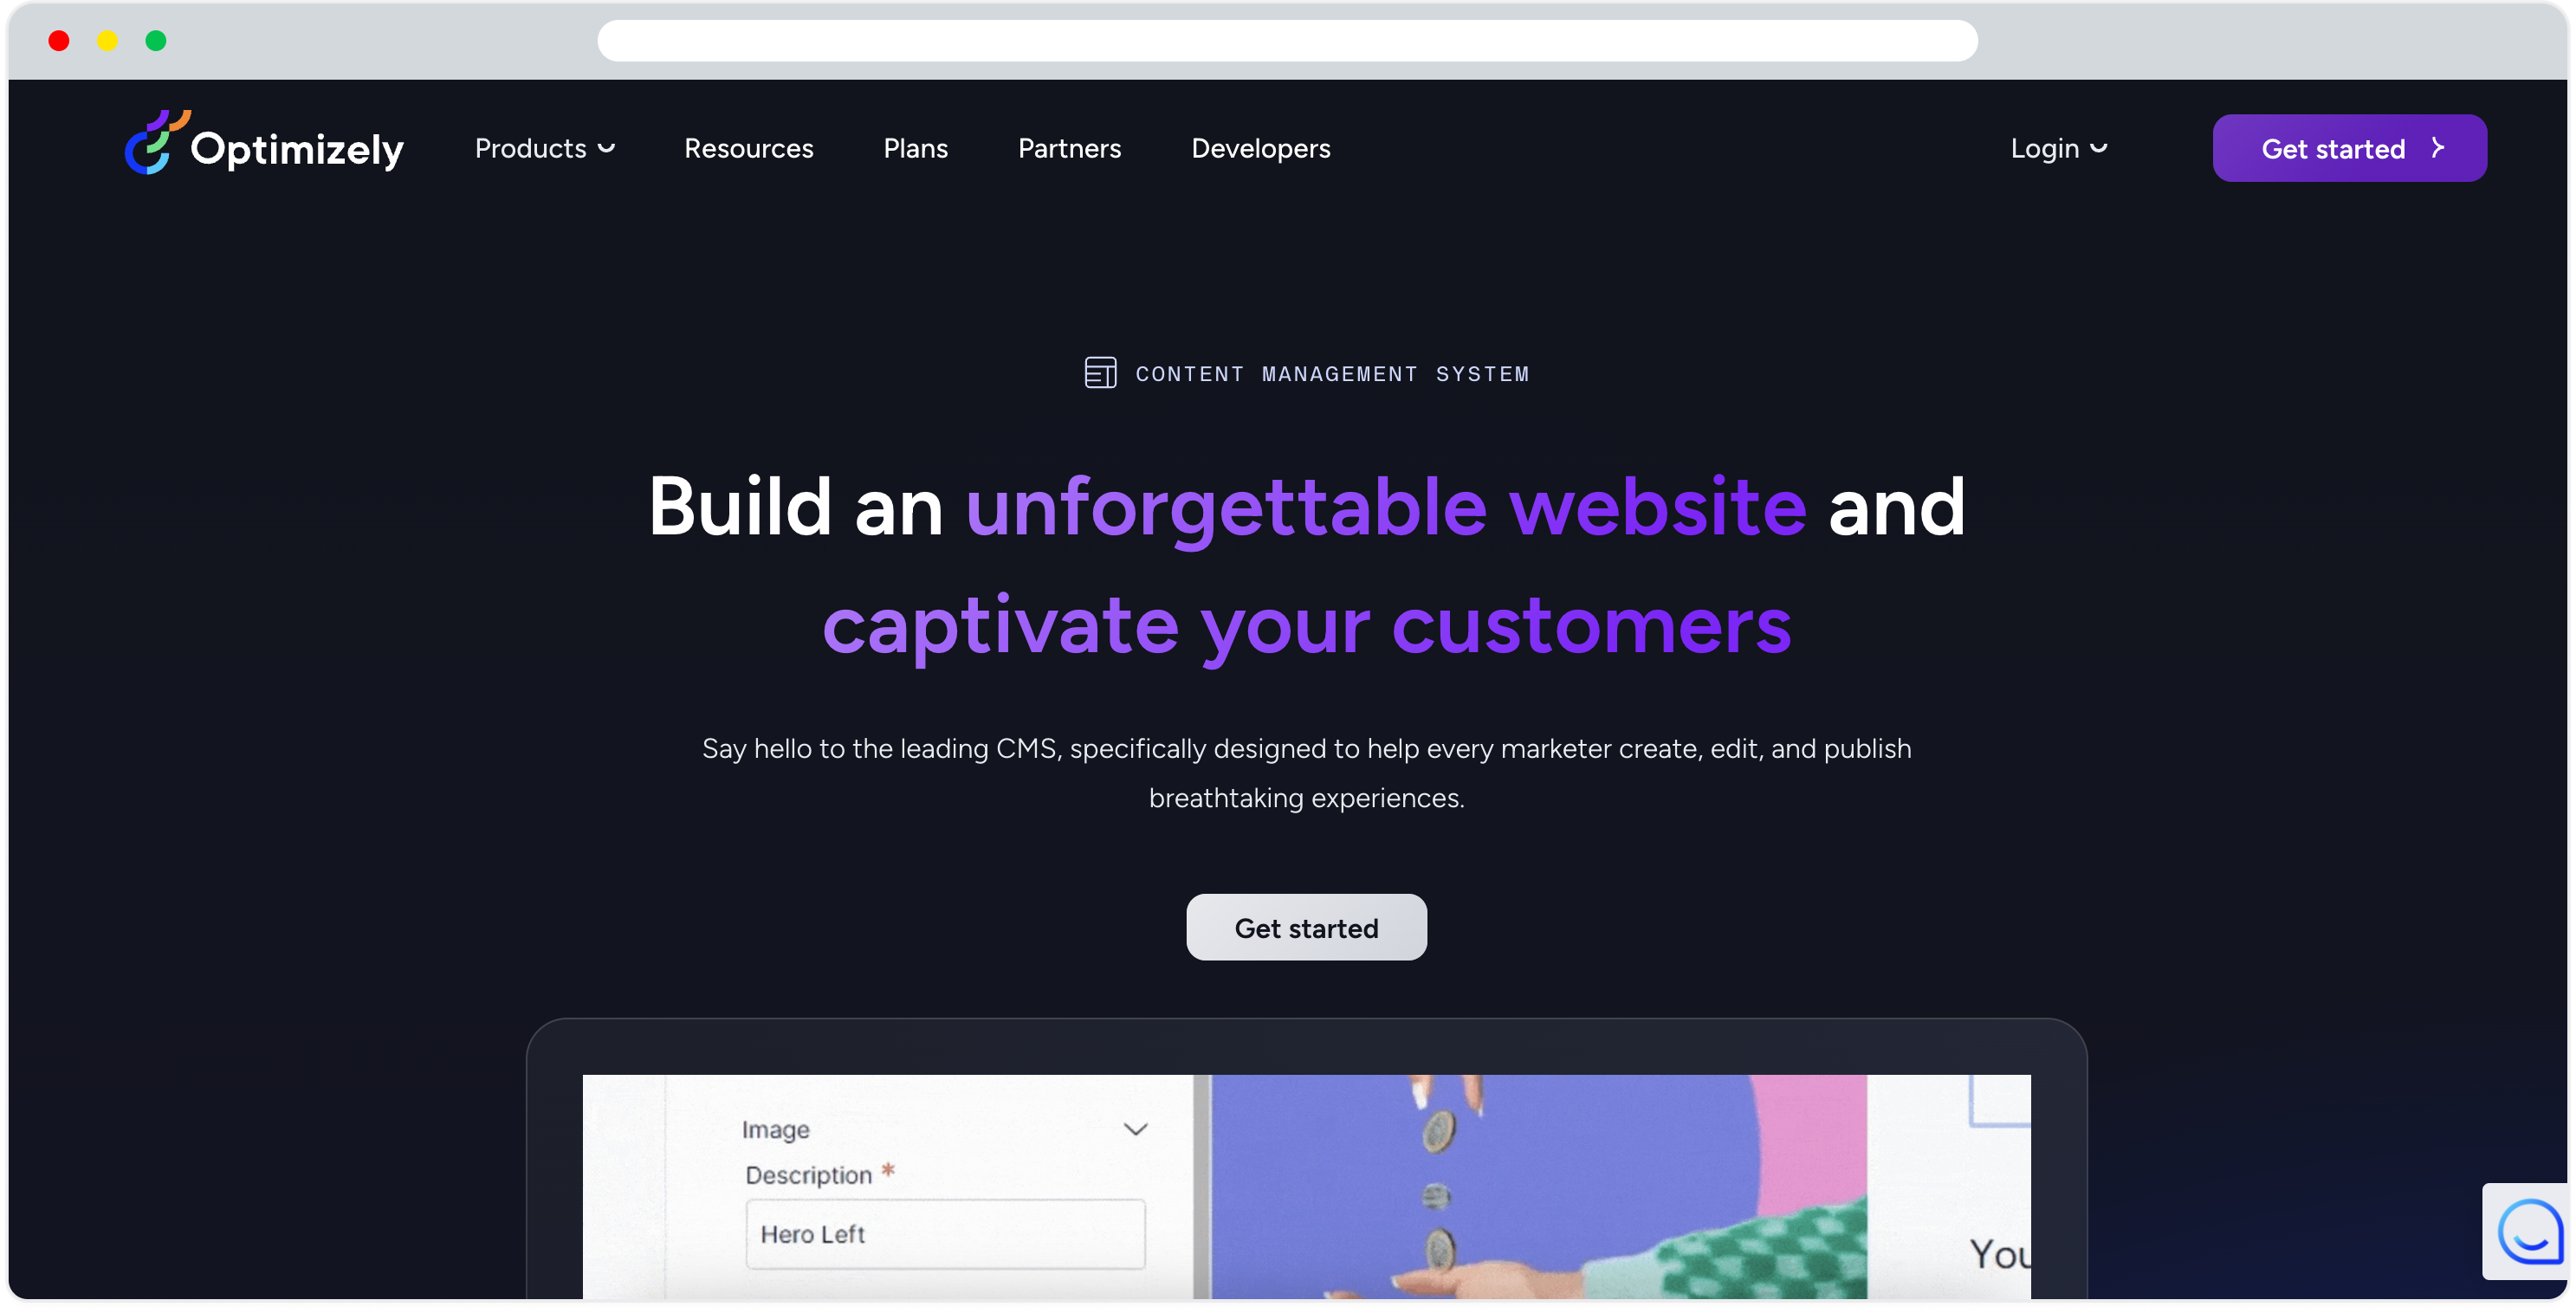 Optimizely
Products
Resources
Plans
Partners
Developers
Login
Get started
CONTENT MANAGEMENT SYSTEM
Build an unforgettable website and
captivate your customers
Say hello to the leading CMS, specifically designed to help every marketer create, edit, and publish
breathtaking experiences.
Get started
Image
Description *
Hero Left
You